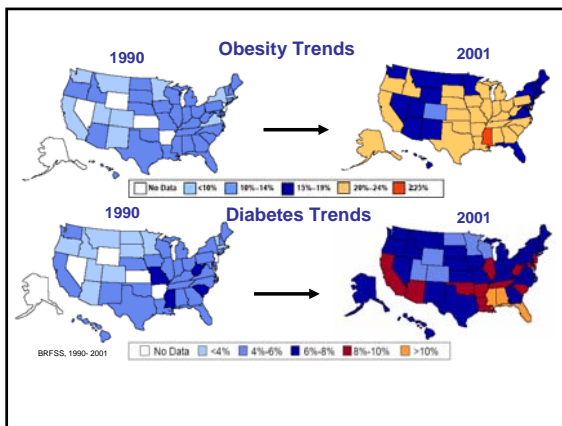 Obesity Trends
1990
2001
No Data <10% 10%-14% 15%-19% 20%-24% ≥25%
Diabetes Trends
1990
2001
BRFSS, 1990- 2001
No Data <4% 4%-6% 6%-8% 8%-10% >10%